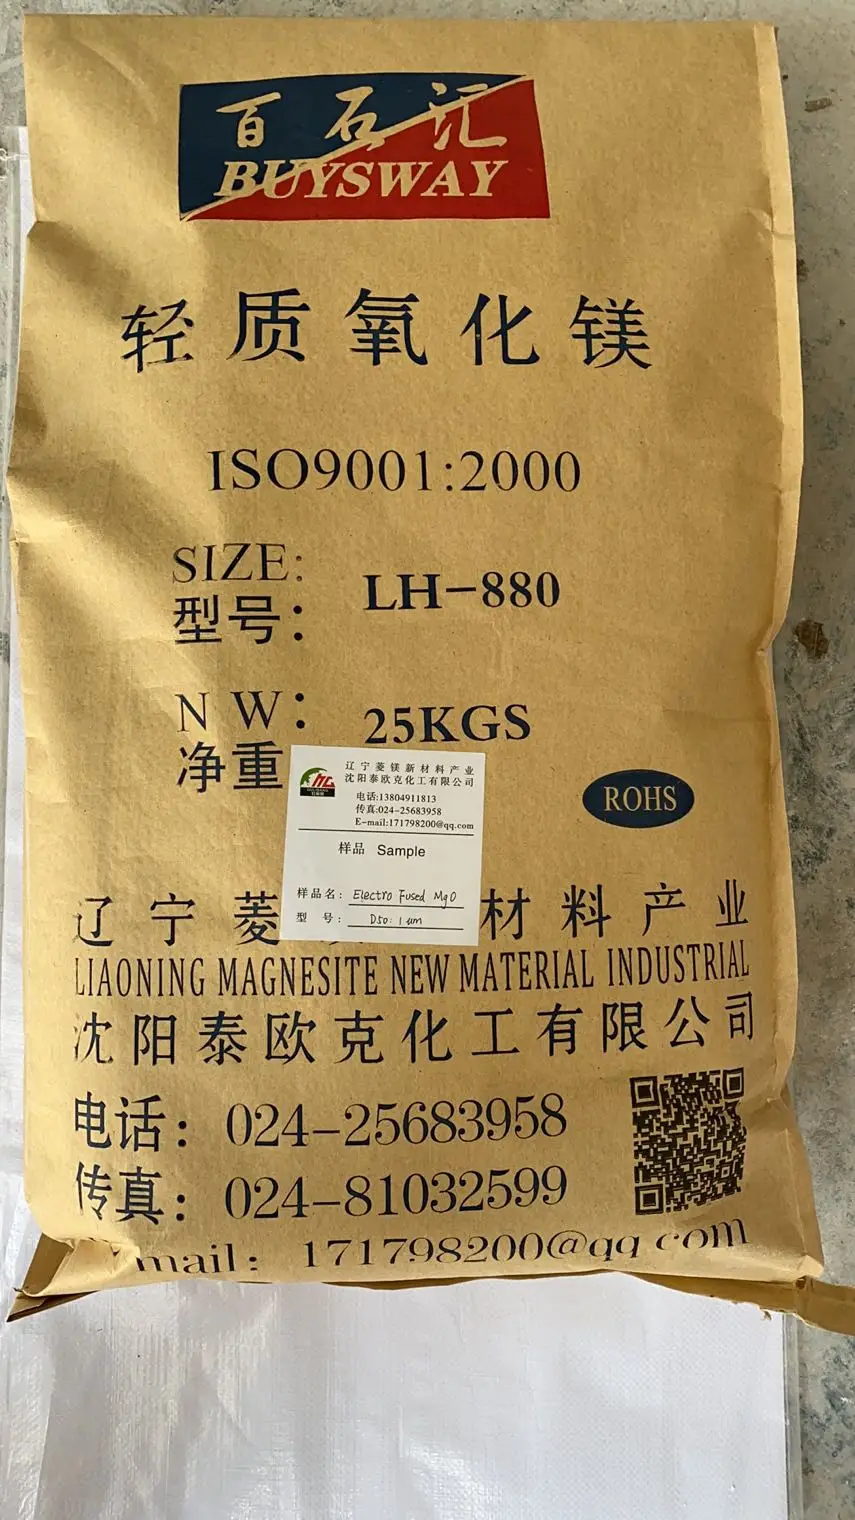 百石汇
BUYSWAY
轻质氧化镁
ISO9001:2000
SIZE:
型号：
LH-880
N W：
净重
25KGS
ROHS
辽宁菱镁新材料产业
沈阳泰欧克化工有限公司
电话:13804911813
传真:024-25683958
E-mail:171798200@qq.com
样品 Sample
样品名: Electro Fused MgO
型 号: D50: 1 um
辽宁菱 材料产业
LIAONING MAGNESITE NEW MATERIAL INDUSTRIAL
沈阳泰欧克化工有限公司
电话：024-25683958
传真：024-81032599
mail：171798200@qq com